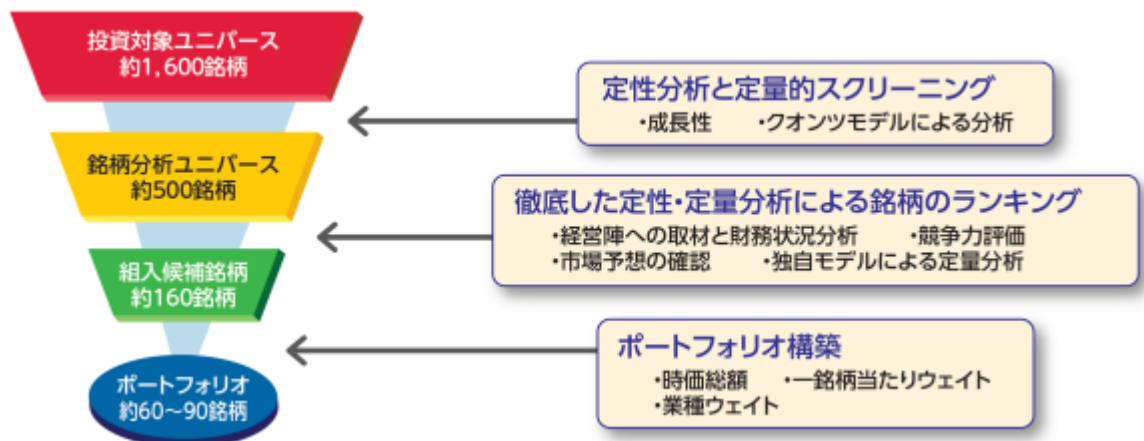 投資対象ユニバース
約1,600銘柄
定性分析と定量的スクリーニング
・成長性 ・クオンツモデルによる分析
銘柄分析ユニバース
約500銘柄
徹底した定性・定量分析による銘柄のランキング
・経営陣への取材と財務状況分析 ・競争力評価
・市場予想の確認 ・独自モデルによる定量分析
組入候補銘柄
約160銘柄
ポートフォリオ構築
・時価総額 ・一銘柄当たりウェイト
・業種ウェイト
ポートフォリオ
約60〜90銘柄